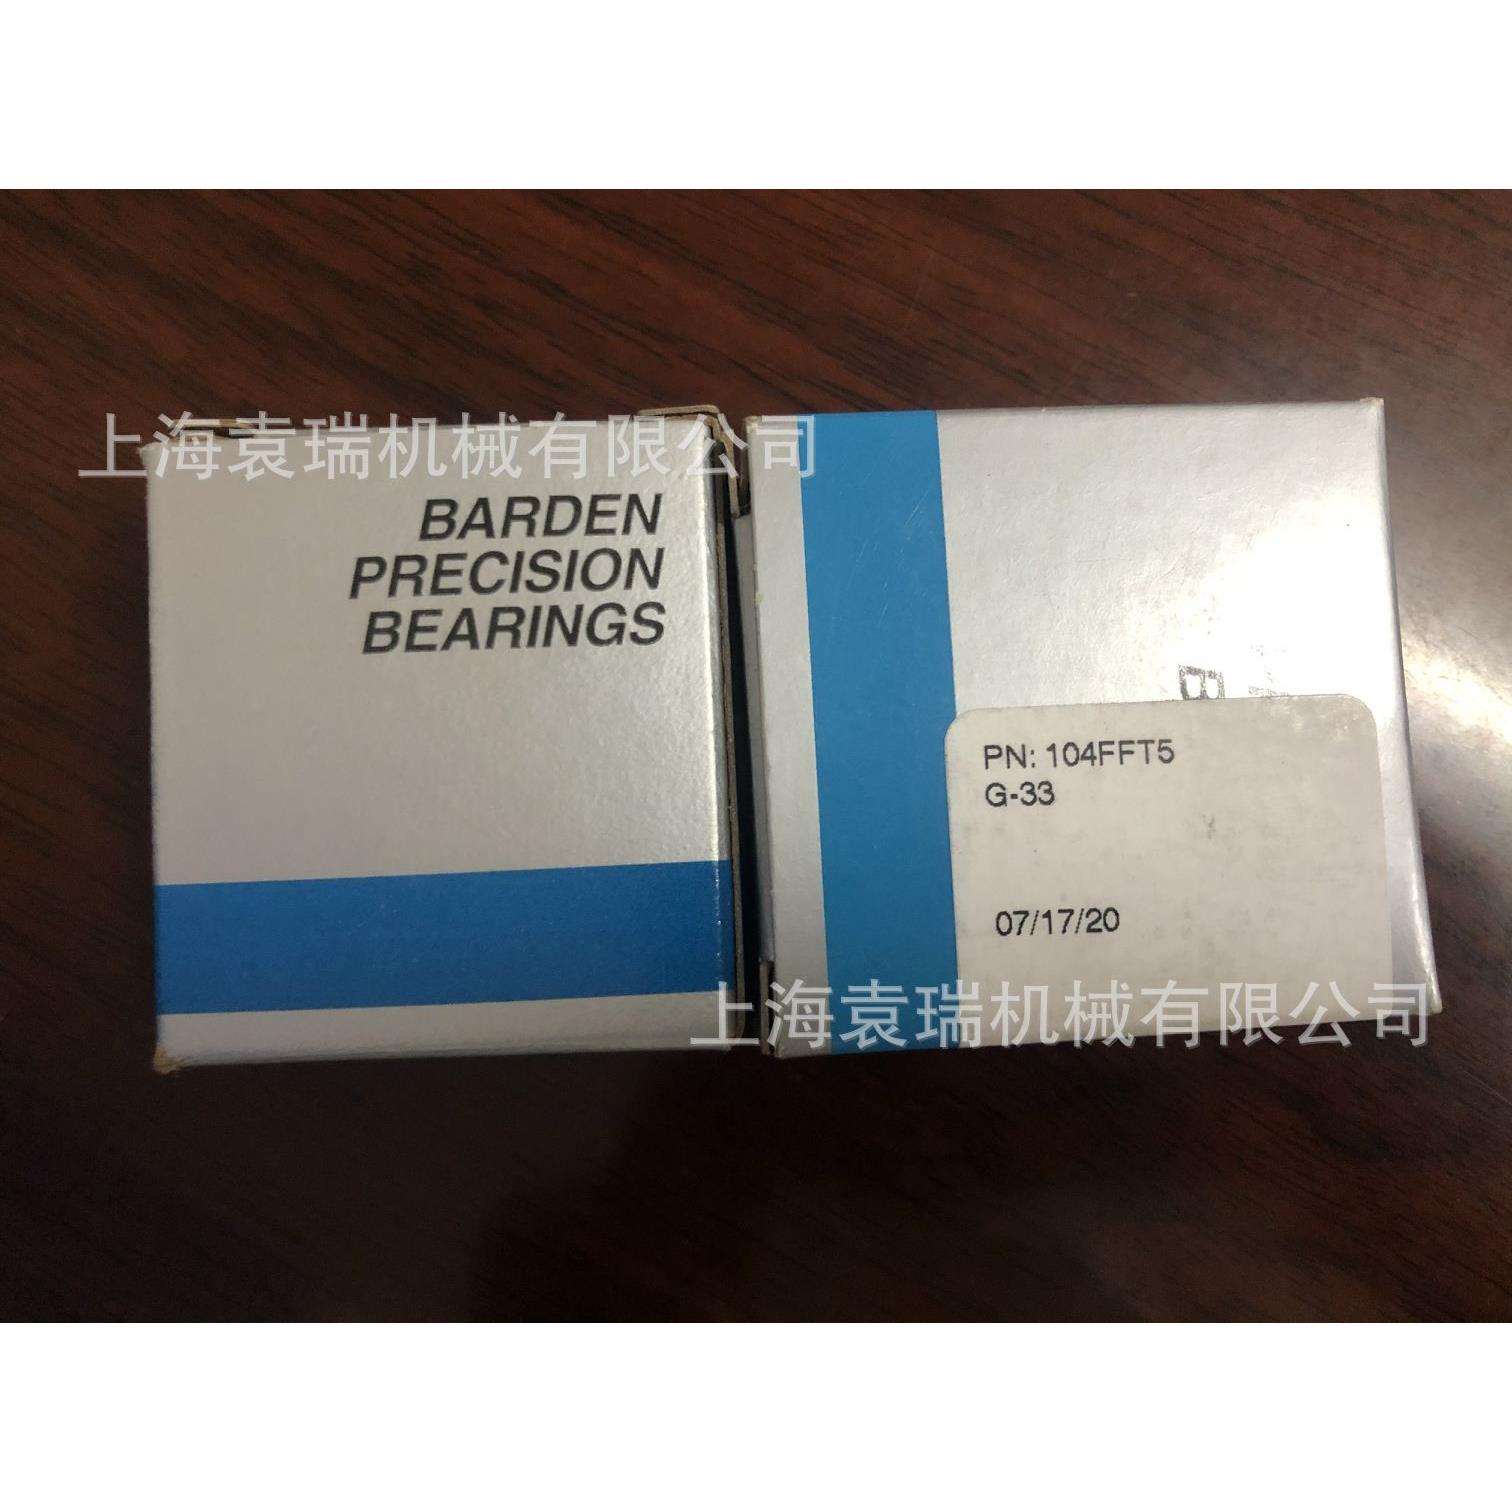 上海袁瑞机械有限公司
BARDEN
PRECISION
BEARINGS
B
PN: 104FFT5
G-33
07/17/20
上海袁瑞机械有限公司